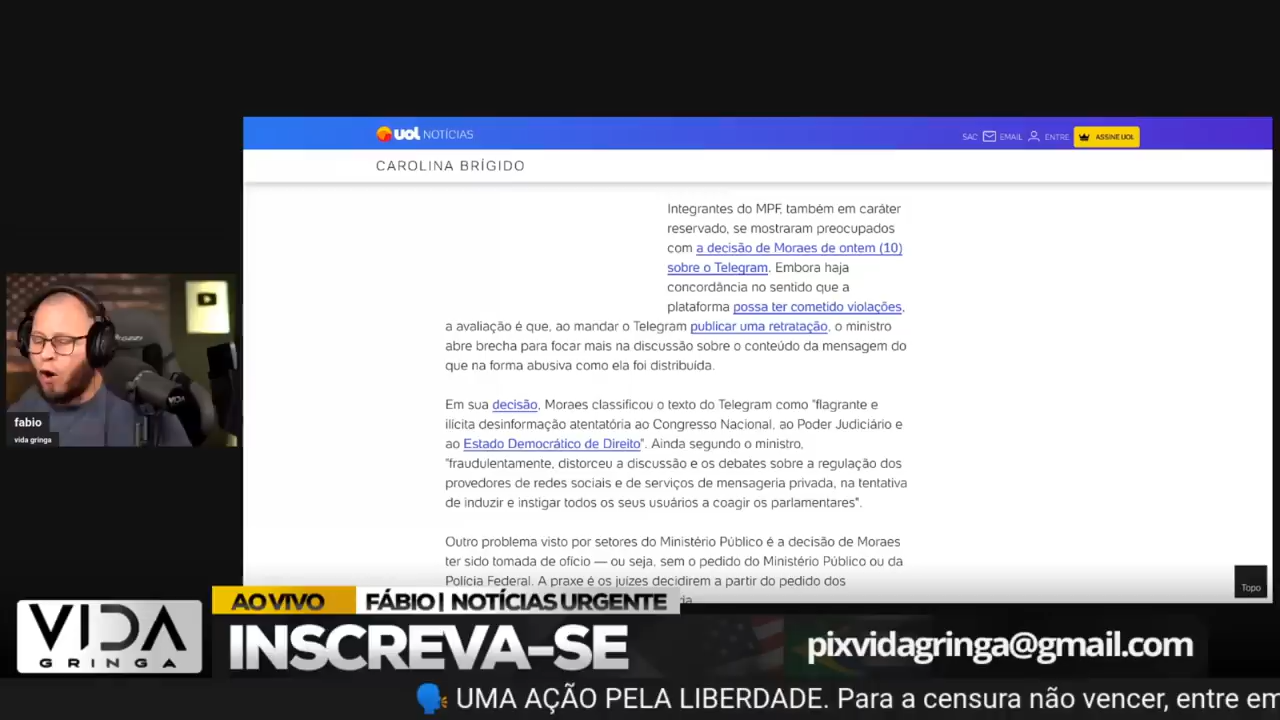 uol NOTÍCIAS
SAC EMAIL ENTRE ASSINE UOL
CAROLINA BRÍGIDO
Integrantes do MPF, também em caráter
reservado, se mostraram preocupados
com a decisão de Moraes de ontem (10)
sobre o Telegram. Embora haja
concordância no sentido que a
plataforma possa ter cometido violações,
a avaliação é que, ao mandar o Telegram publicar uma retratação, o ministro
abre brecha para focar mais na discussão sobre o conteúdo da mensagem do
que na forma abusiva como ela foi distribuída.
Em sua decisão, Moraes classificou o texto do Telegram como "flagrante e
ilícita desinformação atentatória ao Congresso Nacional, ao Poder Judiciário e
ao Estado Democrático de Direito". Ainda segundo o ministro,
"fraudulentamente, distorceu a discussão e os debates sobre a regulação dos
provedores de redes sociais e de serviços de mensageria privada, na tentativa
de induzir e instigar todos os seus usuários a coagir os parlamentares".
Outro problema visto por setores do Ministério Público é a decisão de Moraes
ter sido tomada de ofício — ou seja, sem o pedido do Ministério Público ou da
Polícia Federal. A praxe é os juízes decidirem a partir do pedido dos
Topo
fabio
vida gringa
VIDA
GRINGA
AO VIVO FÁBIO | NOTÍCIAS URGENTE
INSCREVA-SE
pixvidagringa@gmail.com
🗣 UMA AÇÃO PELA LIBERDADE. Para a censura não vencer, entre em